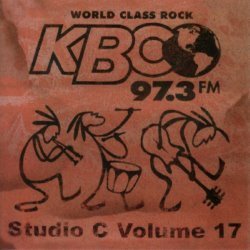 WORLD CLASS ROCK
KBCO
97.3 FM
Studio C Volume 17